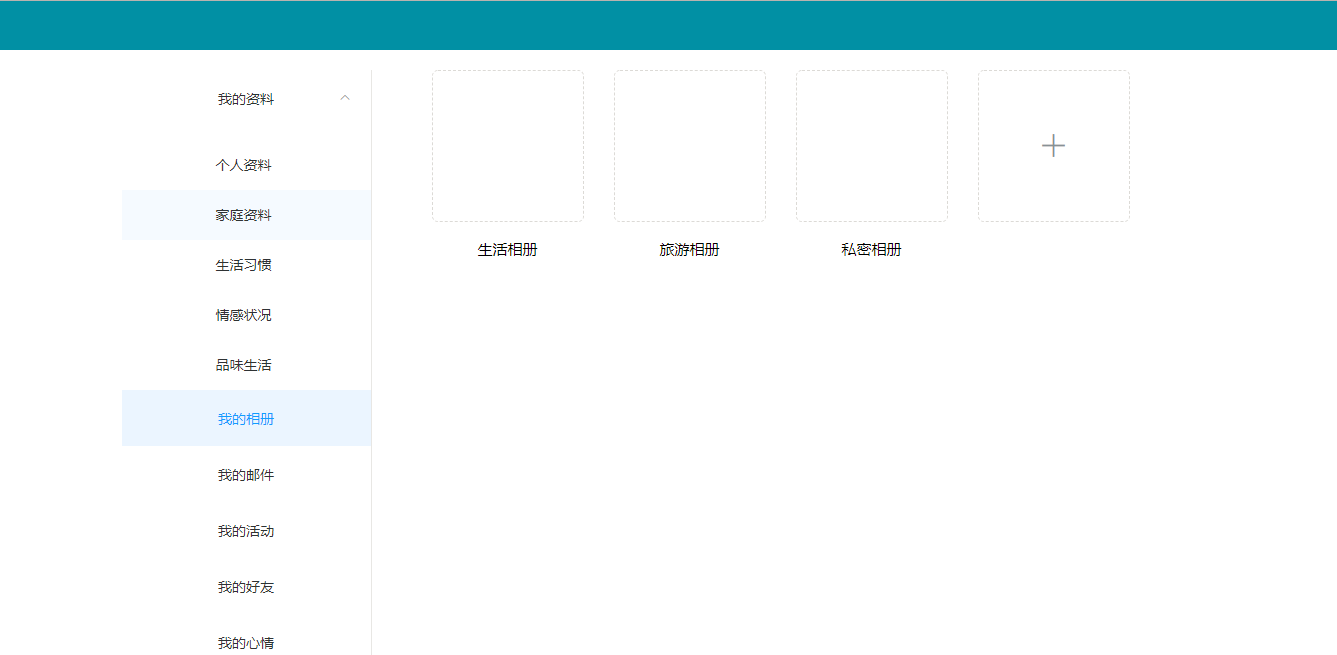 我的资料
个人资料
家庭资料
生活习惯
情感状况
品味生活
我的相册
我的邮件
我的活动
我的好友
我的心情
生活相册
旅游相册
私密相册